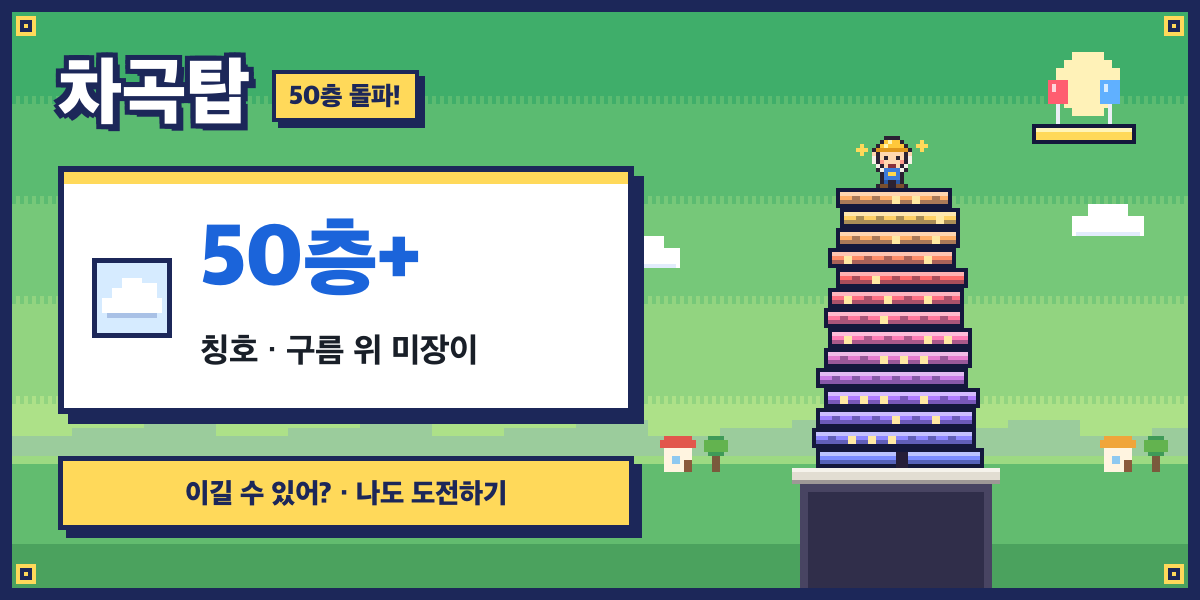 차곡탑
50층 돌파!
50층+
칭호 · 구름 위 미장이
이길 수 있어? · 나도 도전하기